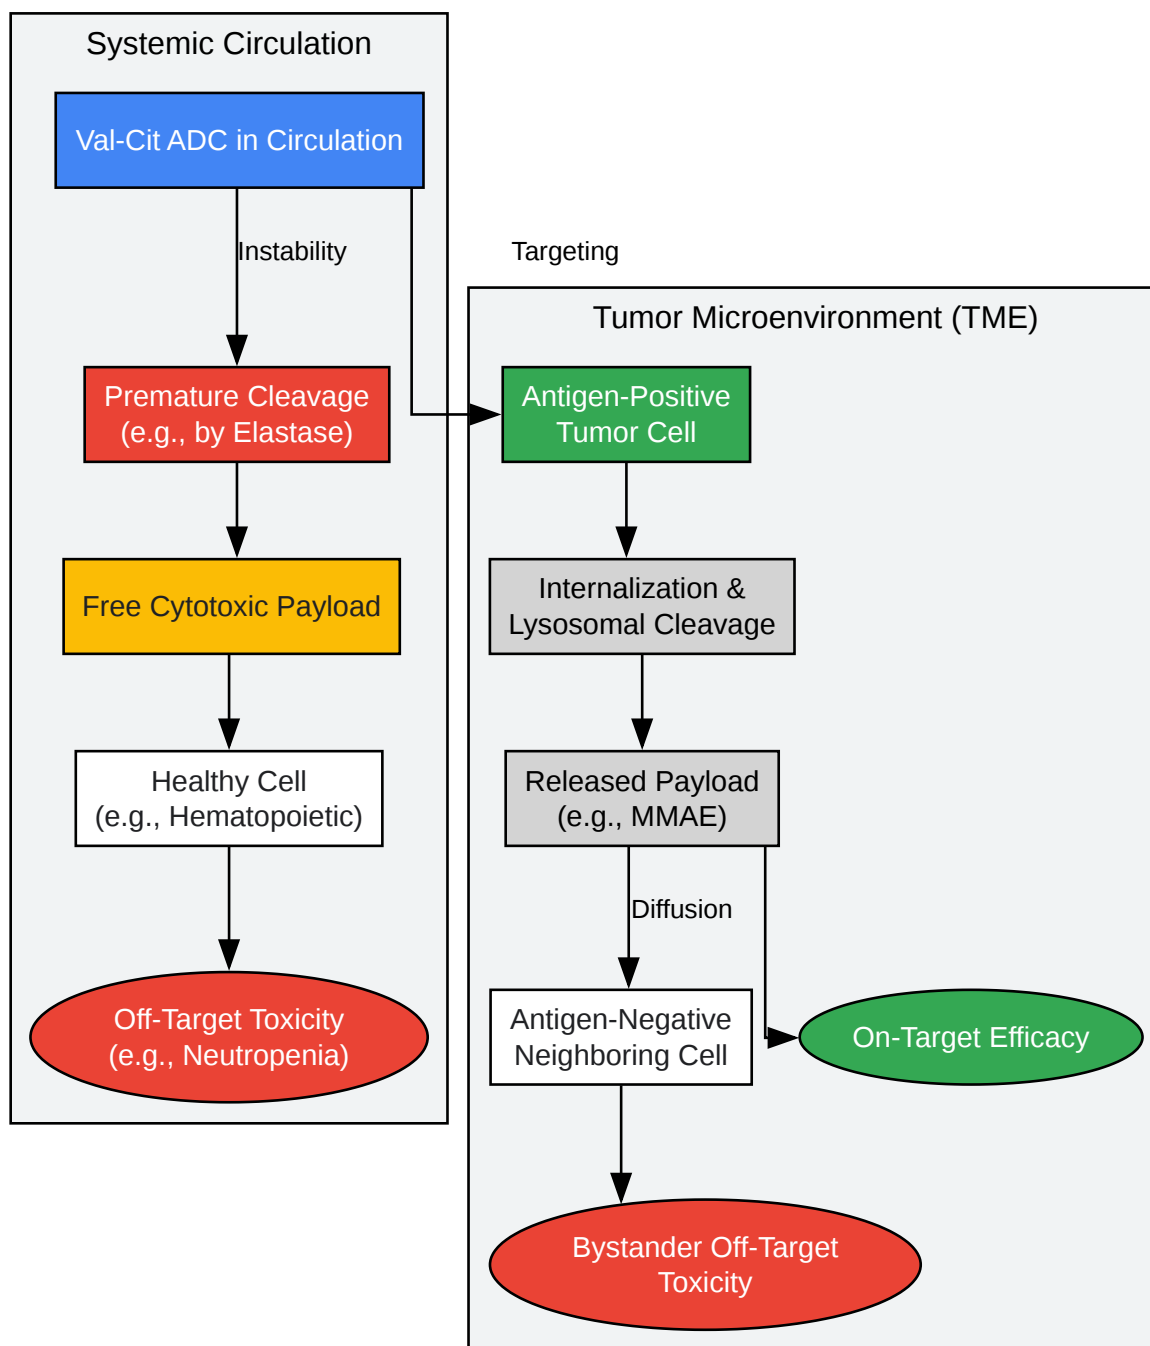 Systemic Circulation
Val-Cit ADC in Circulation
Instability
Targeting
Tumor Microenvironment (TME)
Premature Cleavage
(e.g., by Elastase)
Antigen-Positive
Tumor Cell
Free Cytotoxic Payload
Internalization &
Lysosomal Cleavage
Healthy Cell
(e.g., Hematopoietic)
Released Payload
(e.g., MMAE)
Diffusion
Off-Target Toxicity
(e.g., Neutropenia)
Antigen-Negative
Neighboring Cell
On-Target Efficacy
Bystander Off-Target
Toxicity